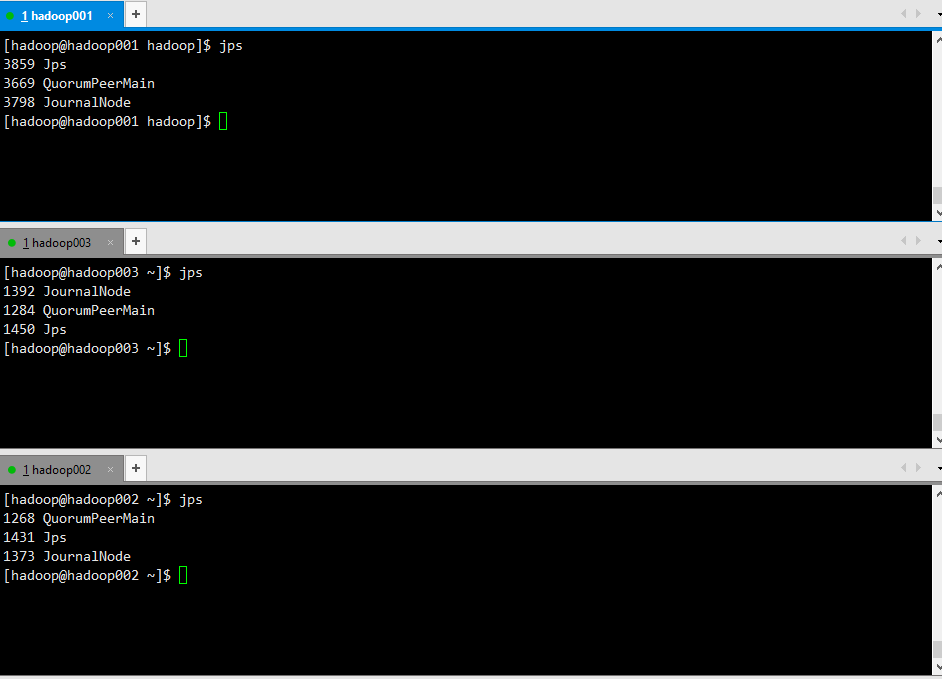 1 hadoop001 × +
[hadoop@hadoop001 hadoop]$ jps
3859 Jps
3669 QuorumPeerMain
3798 JournalNode
[hadoop@hadoop001 hadoop]$
1 hadoop003 × +
[hadoop@hadoop003 ~]$ jps
1392 JournalNode
1284 QuorumPeerMain
1450 Jps
[hadoop@hadoop003 ~]$
1 hadoop002 × +
[hadoop@hadoop002 ~]$ jps
1268 QuorumPeerMain
1431 Jps
1373 JournalNode
[hadoop@hadoop002 ~]$